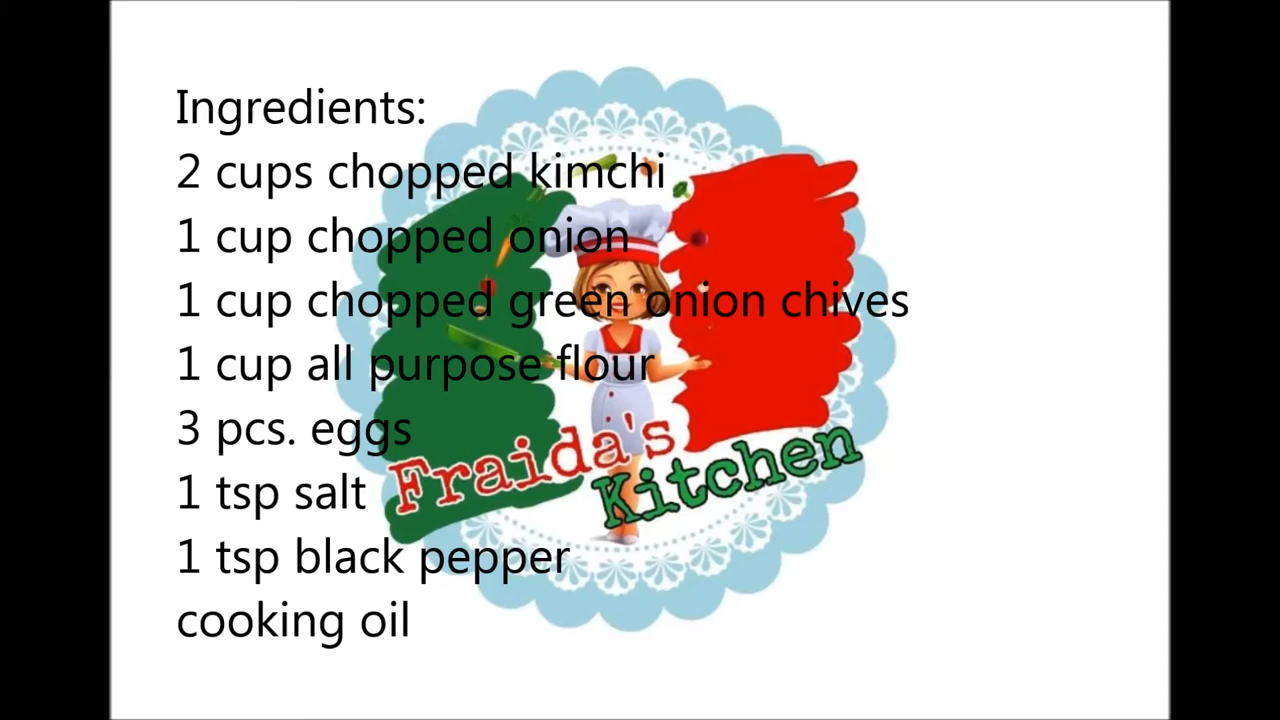 Ingredients:
2 cups chopped kimchi
1 cup chopped onion
1 cup chopped green onion chives
1 cup all purpose flour
3 pcs. eggs
1 tsp salt
1 tsp black pepper
cooking oil
Fraida's
Kitchen